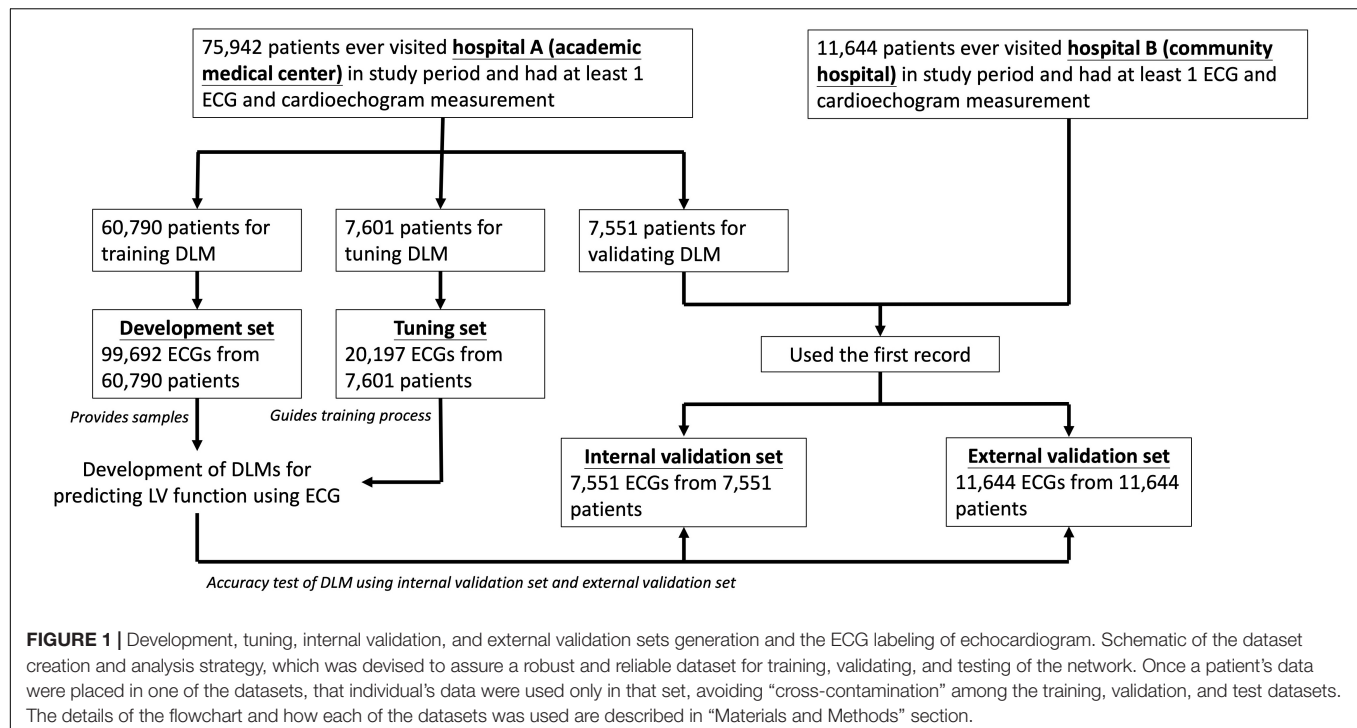 75,942 patients ever visited hospital A (academic
medical center) in study period and had at least 1
ECG and cardioechogram measurement
11,644 patients ever visited hospital B (community
hospital) in study period and had at least 1 ECG and
cardioechogram measurement
60,790 patients for
training DLM
7,601 patients for
tuning DLM
7,551 patients for
validating DLM
Development set
99,692 ECGs from
60,790 patients
Tuning set
20,197 ECGs from
7,601 patients
Used the first record
Provides samples
Guides training process
Development of DLMs for
predicting LV function using ECG
Internal validation set
7,551 ECGs from 7,551
patients
External validation set
11,644 ECGs from 11,644
patients
Accuracy test of DLM using internal validation set and external validation set
FIGURE 1 | Development, tuning, internal validation, and external validation sets generation and the ECG labeling of echocardiogram. Schematic of the dataset
creation and analysis strategy, which was devised to assure a robust and reliable dataset for training, validating, and testing of the network. Once a patient's data
were placed in one of the datasets, that individual's data were used only in that set, avoiding “cross-contamination” among the training, validation, and test datasets.
The details of the flowchart and how each of the datasets was used are described in “Materials and Methods” section.